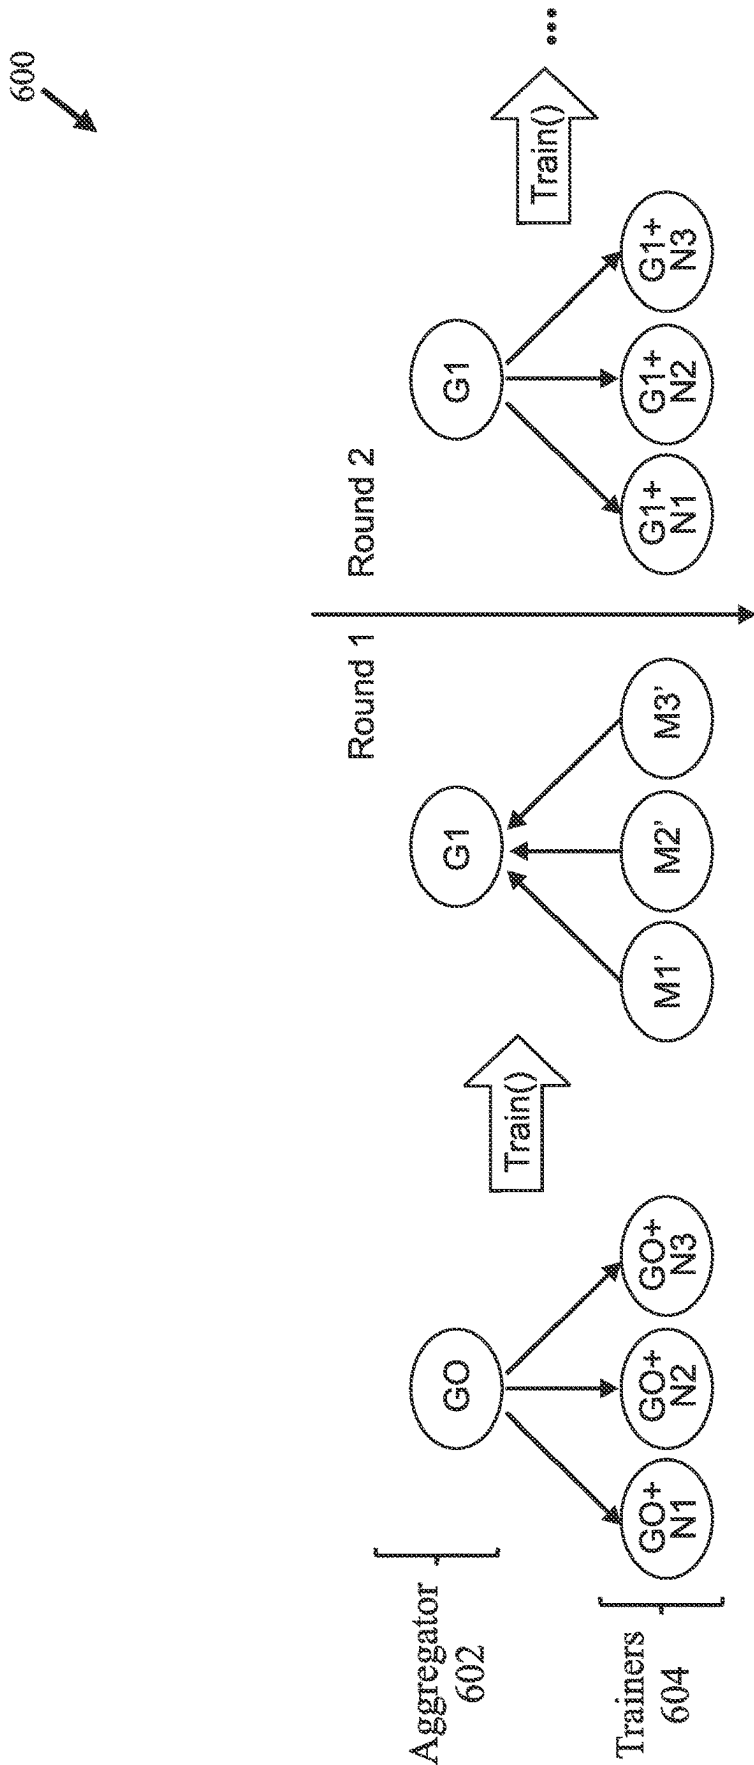 600
Aggregator
602
Trainers
604
GO
GO+
N1
GO+
N2
GO+
N3
Train()
G1
M1'
M2'
M3'
Round 1
Round 2
G1
G1+
N1
G1+
N2
G1+
N3
Train()
...